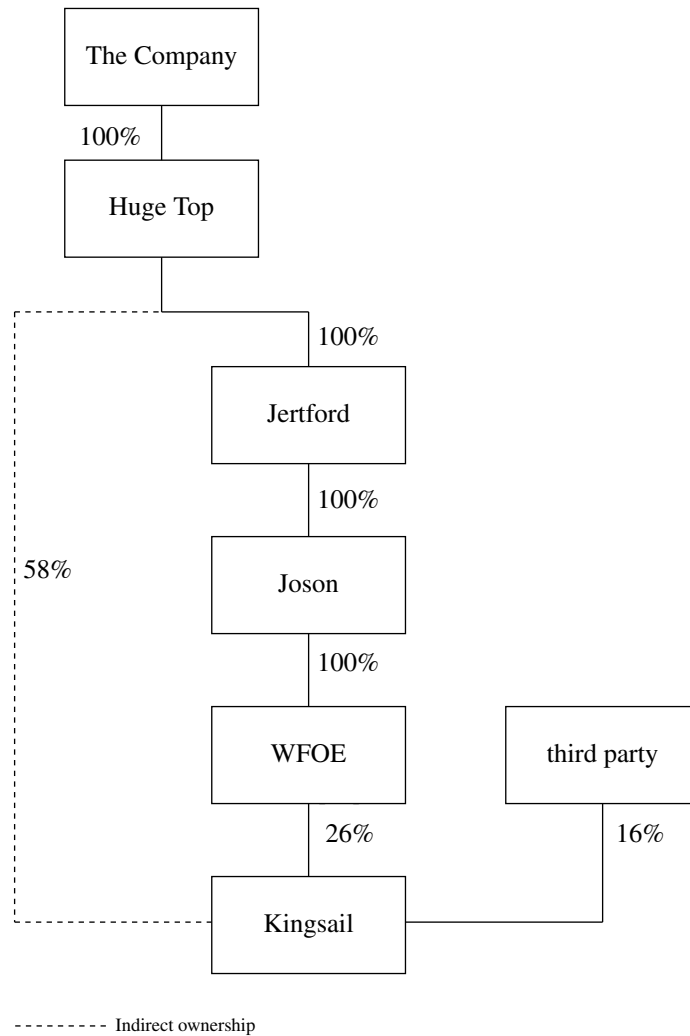 The Company
100%
Huge Top
100%
Jertford
100%
58%
Joson
100%
WFOE
third party
26%
16%
Kingsail
Indirect ownership